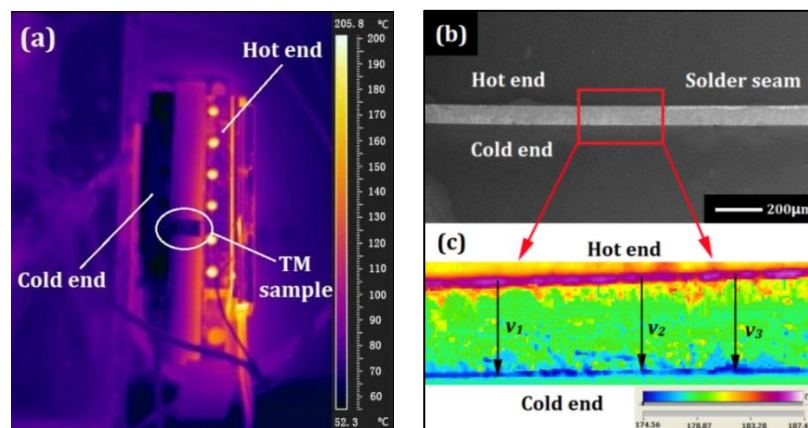 (a)
205.8 ℃
Hot end
200
190
180
170
160
150
140
130
120
110
100
90
80
70
60
52.3 ℃
Cold end
TM
sample
(b)
Hot end
Solder seam
Cold end
200μm
(c)
Hot end
v₁
v₂
v₃
Cold end
174.56
178.87
183.28